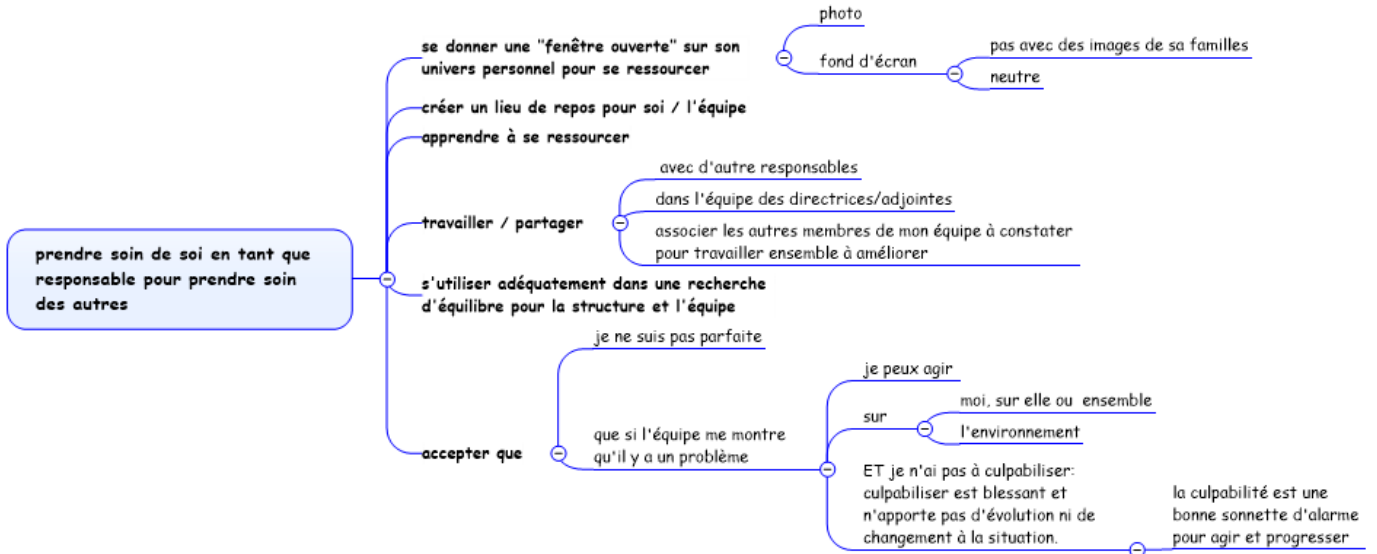 prendre soin de soi en tant que
responsable pour prendre soin
des autres
se donner une "fenêtre ouverte" sur son
univers personnel pour se ressourcer
photo
fond d'écran
pas avec des images de sa familles
neutre
créer un lieu de repos pour soi / l'équipe
apprendre à se ressourcer
travailler / partager
avec d'autre responsables
dans l'équipe des directrices/adjointes
associer les autres membres de mon équipe à constater
pour travailler ensemble à améliorer
s'utiliser adéquatement dans une recherche
d'équilibre pour la structure et l'équipe
accepter que
je ne suis pas parfaite
que si l'équipe me montre
qu'il y a un problème
je peux agir
sur
moi, sur elle ou ensemble
l'environnement
ET je n'ai pas à culpabiliser:
culpabiliser est blessant et
n'apporte pas d'évolution ni de
changement à la situation.
la culpabilité est une
bonne sonnette d'alarme
pour agir et progresser